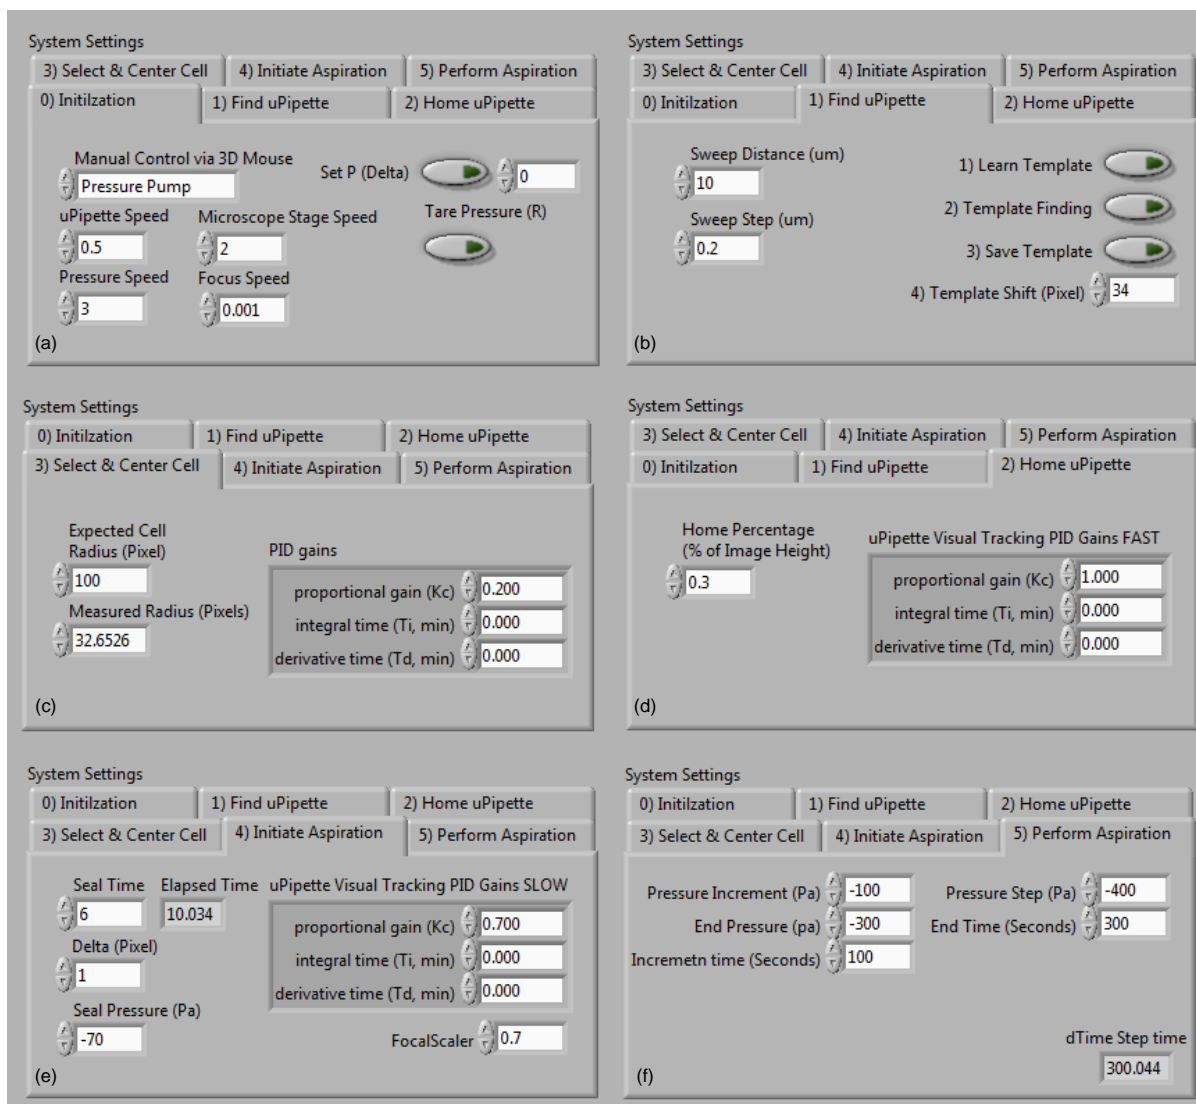 System Settings
3) Select & Center Cell 4) Initiate Aspiration 5) Perform Aspiration
0) Initilzation 1) Find uPipette 2) Home uPipette
Manual Control via 3D Mouse
Pressure Pump
Set P (Delta) 0
uPipette Speed Microscope Stage Speed
0.5 2
Tare Pressure (R)
Pressure Speed Focus Speed
3 0.001
(a)
System Settings
3) Select & Center Cell 4) Initiate Aspiration 5) Perform Aspiration
0) Initilzation 1) Find uPipette 2) Home uPipette
Sweep Distance (um)
10
Sweep Step (um)
0.2
1) Learn Template
2) Template Finding
3) Save Template
4) Template Shift (Pixel) 34
(b)
System Settings
0) Initilzation 1) Find uPipette 2) Home uPipette
3) Select & Center Cell 4) Initiate Aspiration 5) Perform Aspiration
Expected Cell
Radius (Pixel)
100
Measured Radius (Pixels)
32.6526
PID gains
proportional gain (Kc) 0.200
integral time (Ti, min) 0.000
derivative time (Td, min) 0.000
(c)
System Settings
3) Select & Center Cell 4) Initiate Aspiration 5) Perform Aspiration
0) Initilzation 1) Find uPipette 2) Home uPipette
Home Percentage
(% of Image Height)
0.3
uPipette Visual Tracking PID Gains FAST
proportional gain (Kc) 1.000
integral time (Ti, min) 0.000
derivative time (Td, min) 0.000
(d)
System Settings
0) Initilzation 1) Find uPipette 2) Home uPipette
3) Select & Center Cell 4) Initiate Aspiration 5) Perform Aspiration
Seal Time Elapsed Time
6 10.034
Delta (Pixel)
1
Seal Pressure (Pa)
-70
uPipette Visual Tracking PID Gains SLOW
proportional gain (Kc) 0.700
integral time (Ti, min) 0.000
derivative time (Td, min) 0.000
FocalScaler 0.7
(e)
System Settings
0) Initilzation 1) Find uPipette 2) Home uPipette
3) Select & Center Cell 4) Initiate Aspiration 5) Perform Aspiration
Pressure Increment (Pa) -100 Pressure Step (Pa) -400
End Pressure (pa) -300 End Time (Seconds) 300
Incremetn time (Seconds) 100
dTime Step time
300.044
(f)